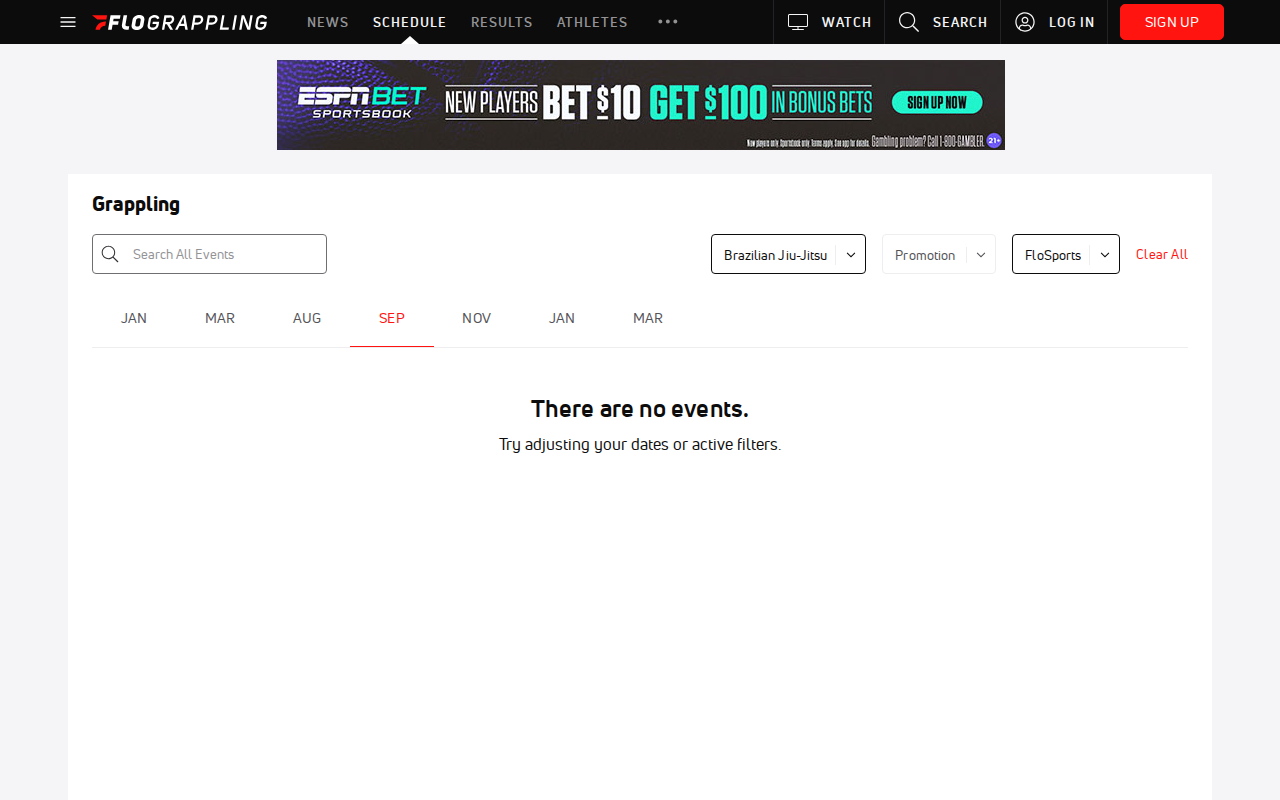 FLOGRAPPLING NEWS SCHEDULE RESULTS ATHLETES ••• WATCH SEARCH LOG IN SIGN UP
ESPN BET SPORTSBOOK NEW PLAYERS BET $10 GET $100 IN BONUS BETS SIGN UP NOW
New players only. Sportsbook only. Terms apply. See app for details. Gambling problem? Call 1-800-GAMBLER. 21+
Grappling
Search All Events Brazilian Jiu-Jitsu Promotion FloSports Clear All
JAN MAR AUG SEP NOV JAN MAR
There are no events.
Try adjusting your dates or active filters.